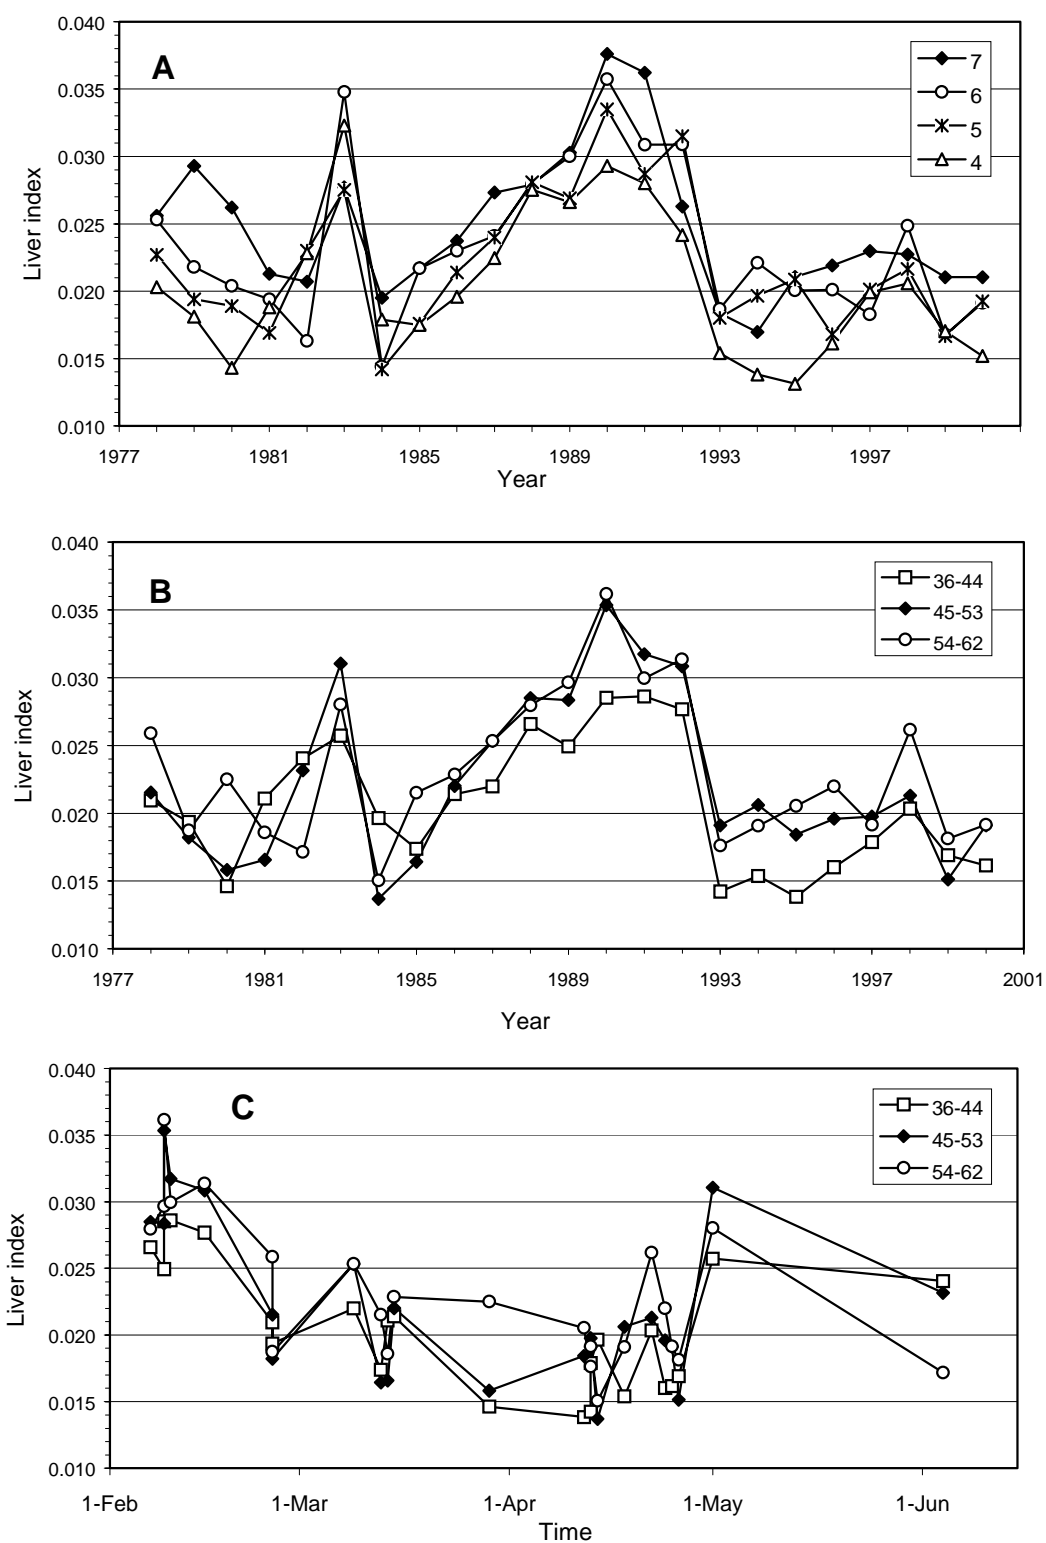 A
0.040
0.035
0.030
0.025
0.020
0.015
0.010
Liver index
7
6
5
4
1977 1981 1985 1989 1993 1997
Year
B
0.040
0.035
0.030
0.025
0.020
0.015
0.010
Liver index
36-44
45-53
54-62
1977 1981 1985 1989 1993 1997 2001
Year
C
0.040
0.035
0.030
0.025
0.020
0.015
0.010
Liver index
36-44
45-53
54-62
1-Feb 1-Mar 1-Apr 1-May 1-Jun
Time